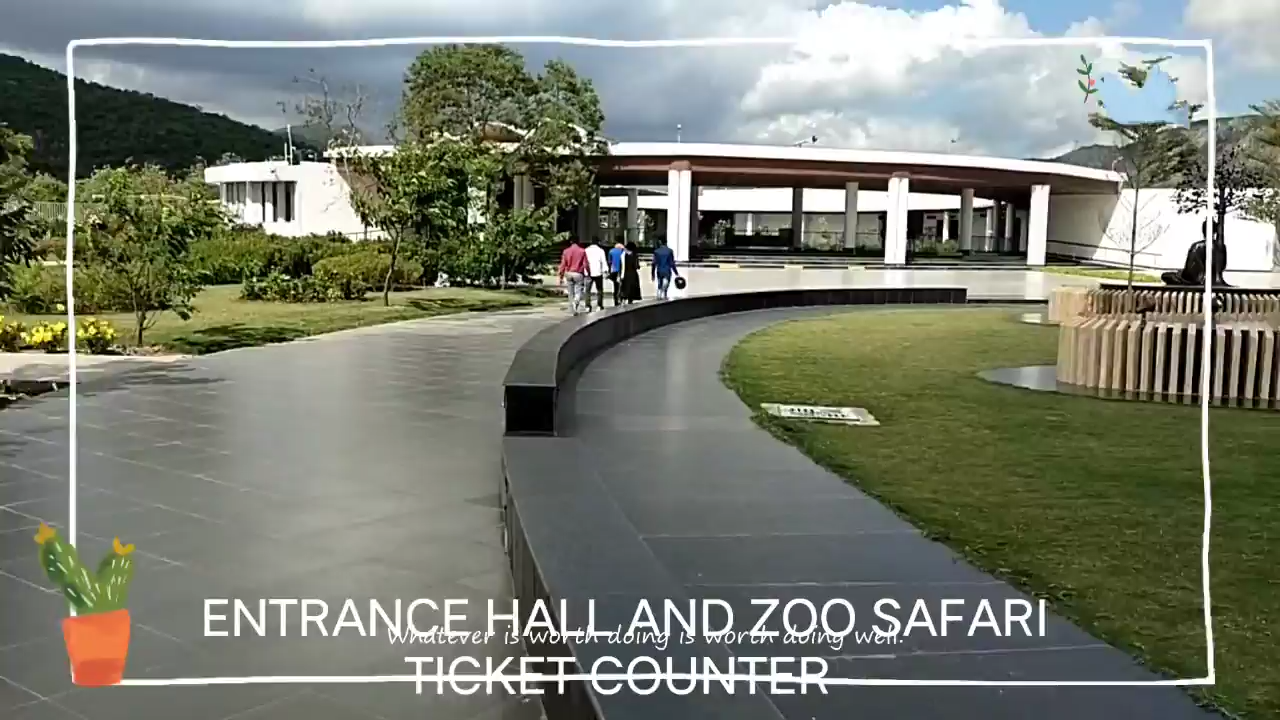 ENTRANCE HALL AND ZOO SAFARI
Whatever is worth doing is worth doing well.
TICKET COUNTER